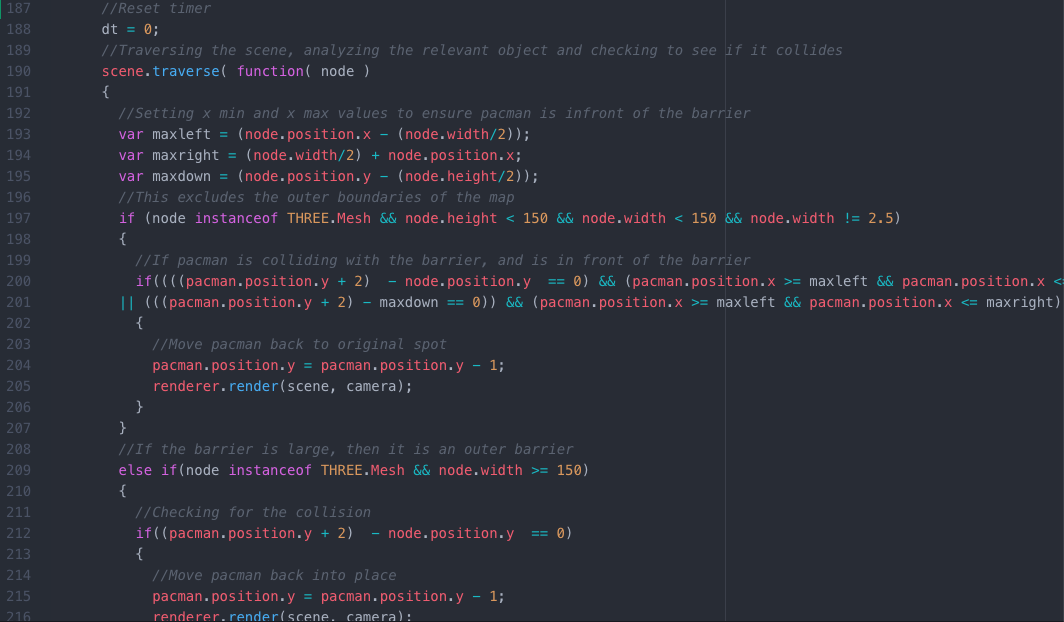 187 //Reset timer
188 dt = 0;
189 //Traversing the scene, analyzing the relevant object and checking to see if it collides
190 scene.traverse( function( node )
191 {
192 //Setting x min and x max values to ensure pacman is infront of the barrier
193 var maxleft = (node.position.x - (node.width/2));
194 var maxright = (node.width/2) + node.position.x;
195 var maxdown = (node.position.y - (node.height/2));
196 //This excludes the outer boundaries of the map
197 if (node instanceof THREE.Mesh && node.height < 150 && node.width < 150 && node.width != 2.5)
198 {
199 //If pacman is colliding with the barrier, and is in front of the barrier
200 if((((pacman.position.y + 2)  - node.position.y  == 0) && (pacman.position.x >= maxleft && pacman.position.x <
201 || (((pacman.position.y + 2) - maxdown == 0)) && (pacman.position.x >= maxleft && pacman.position.x <= maxright)
202 {
203 //Move pacman back to original spot
204 pacman.position.y = pacman.position.y - 1;
205 renderer.render(scene, camera);
206 }
207 }
208 //If the barrier is large, then it is an outer barrier
209 else if(node instanceof THREE.Mesh && node.width >= 150)
210 {
211 //Checking for the collision
212 if((pacman.position.y + 2)  - node.position.y  == 0)
213 {
214 //Move pacman back into place
215 pacman.position.y = pacman.position.y - 1;
216 renderer.render(scene, camera);